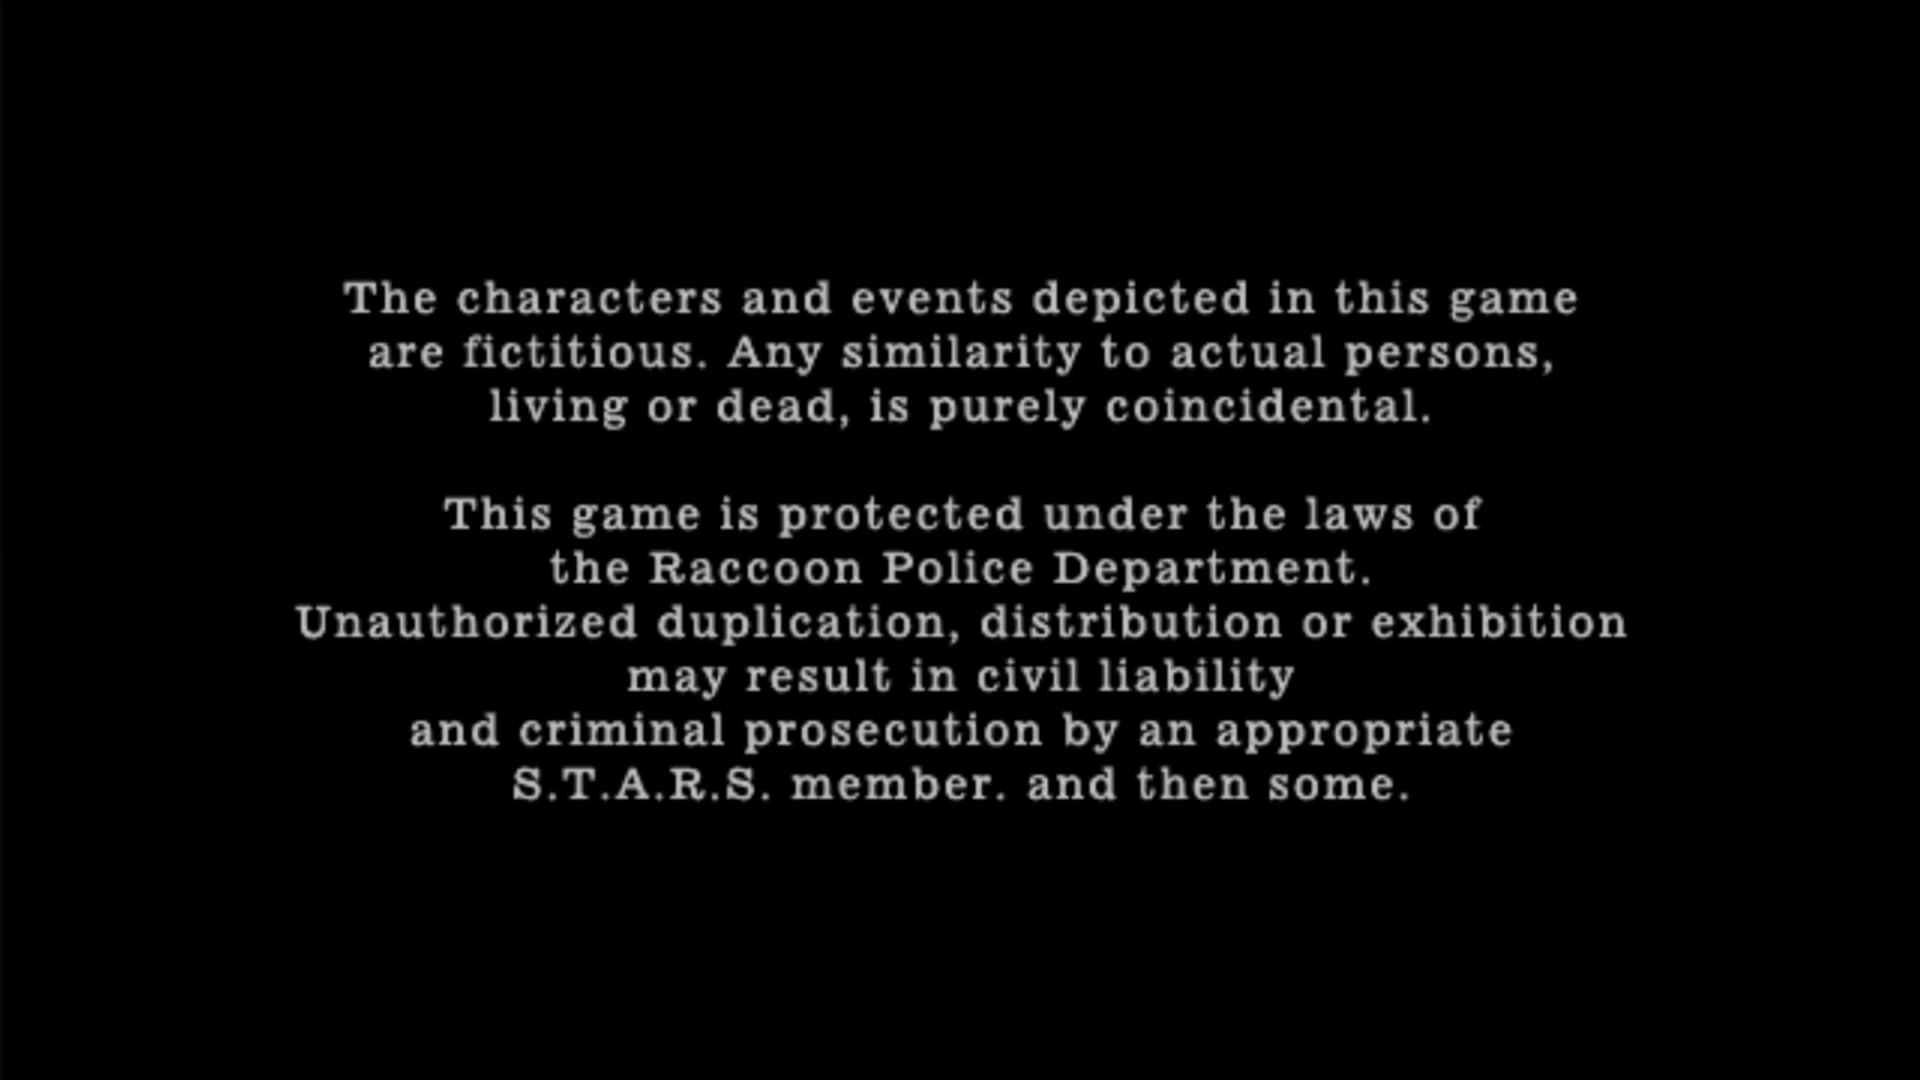 The characters and events depicted in this game
are fictitious. Any similarity to actual persons,
living or dead, is purely coincidental.
This game is protected under the laws of
the Raccoon Police Department.
Unauthorized duplication, distribution or exhibition
may result in civil liability
and criminal prosecution by an appropriate
S.T.A.R.S. member. and then some.